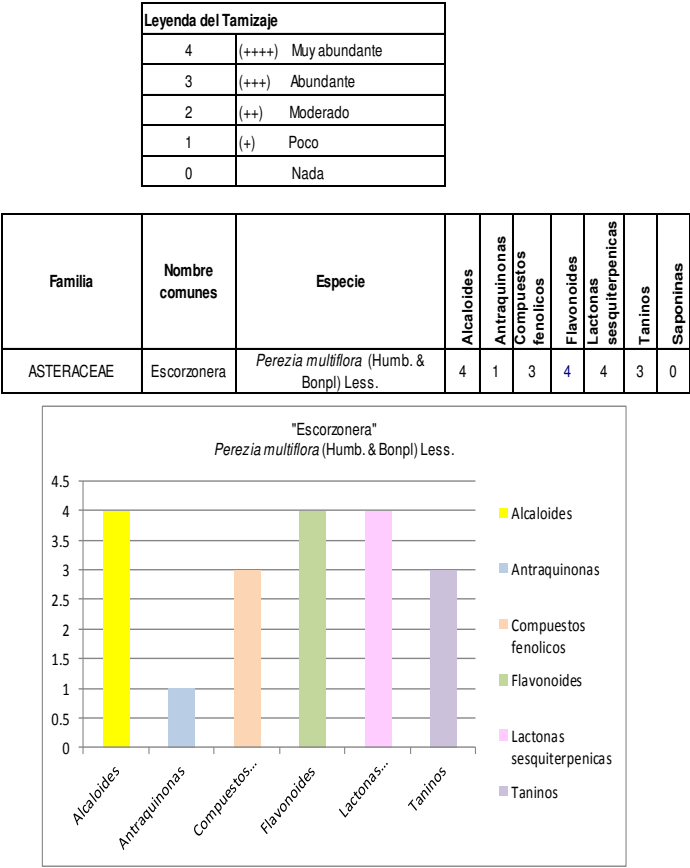 Leyenda del Tamizaje
4 (++++) Muy abundante
3 (+++) Abundante
2 (++) Moderado
1 (+) Poco
0 Nada
Familia
Nombre
comunes
Especie
Alcaloides
Antraquinonas
Compuestos
fenolicos
Flavonoides
Lactonas
sesquiterpenicas
Taninos
Saponinas
ASTERACEAE
Escorzonera
Perezia multiflora (Humb. &
Bonpl) Less.
4 1 3 4 4 3 0
"Escorzonera"
Perezia multiflora (Humb. & Bonpl) Less.
4.5
4
3.5
3
2.5
2
1.5
1
0.5
0
Alcaloides
Antraquinonas
Compuestos...
Flavonoides
Lactonas...
Taninos
Alcaloides
Antraquinonas
Compuestos
fenolicos
Flavonoides
Lactonas
sesquiterpenicas
Taninos